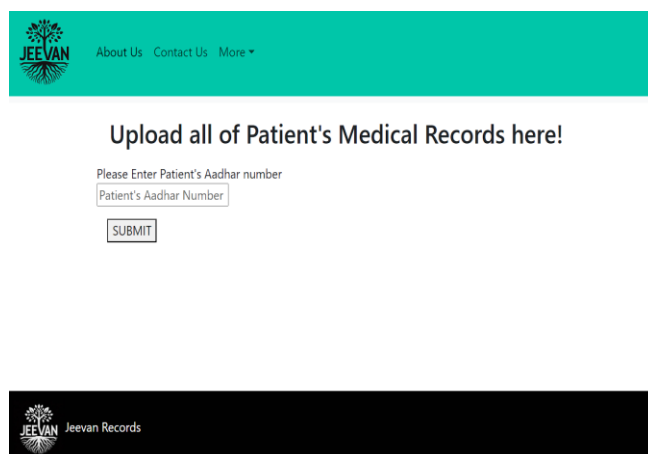 JEEVAN
About Us Contact Us More
Upload all of Patient's Medical Records here!
Please Enter Patient's Aadhar number
Patient's Aadhar Number
SUBMIT
JEEVAN Jeevan Records